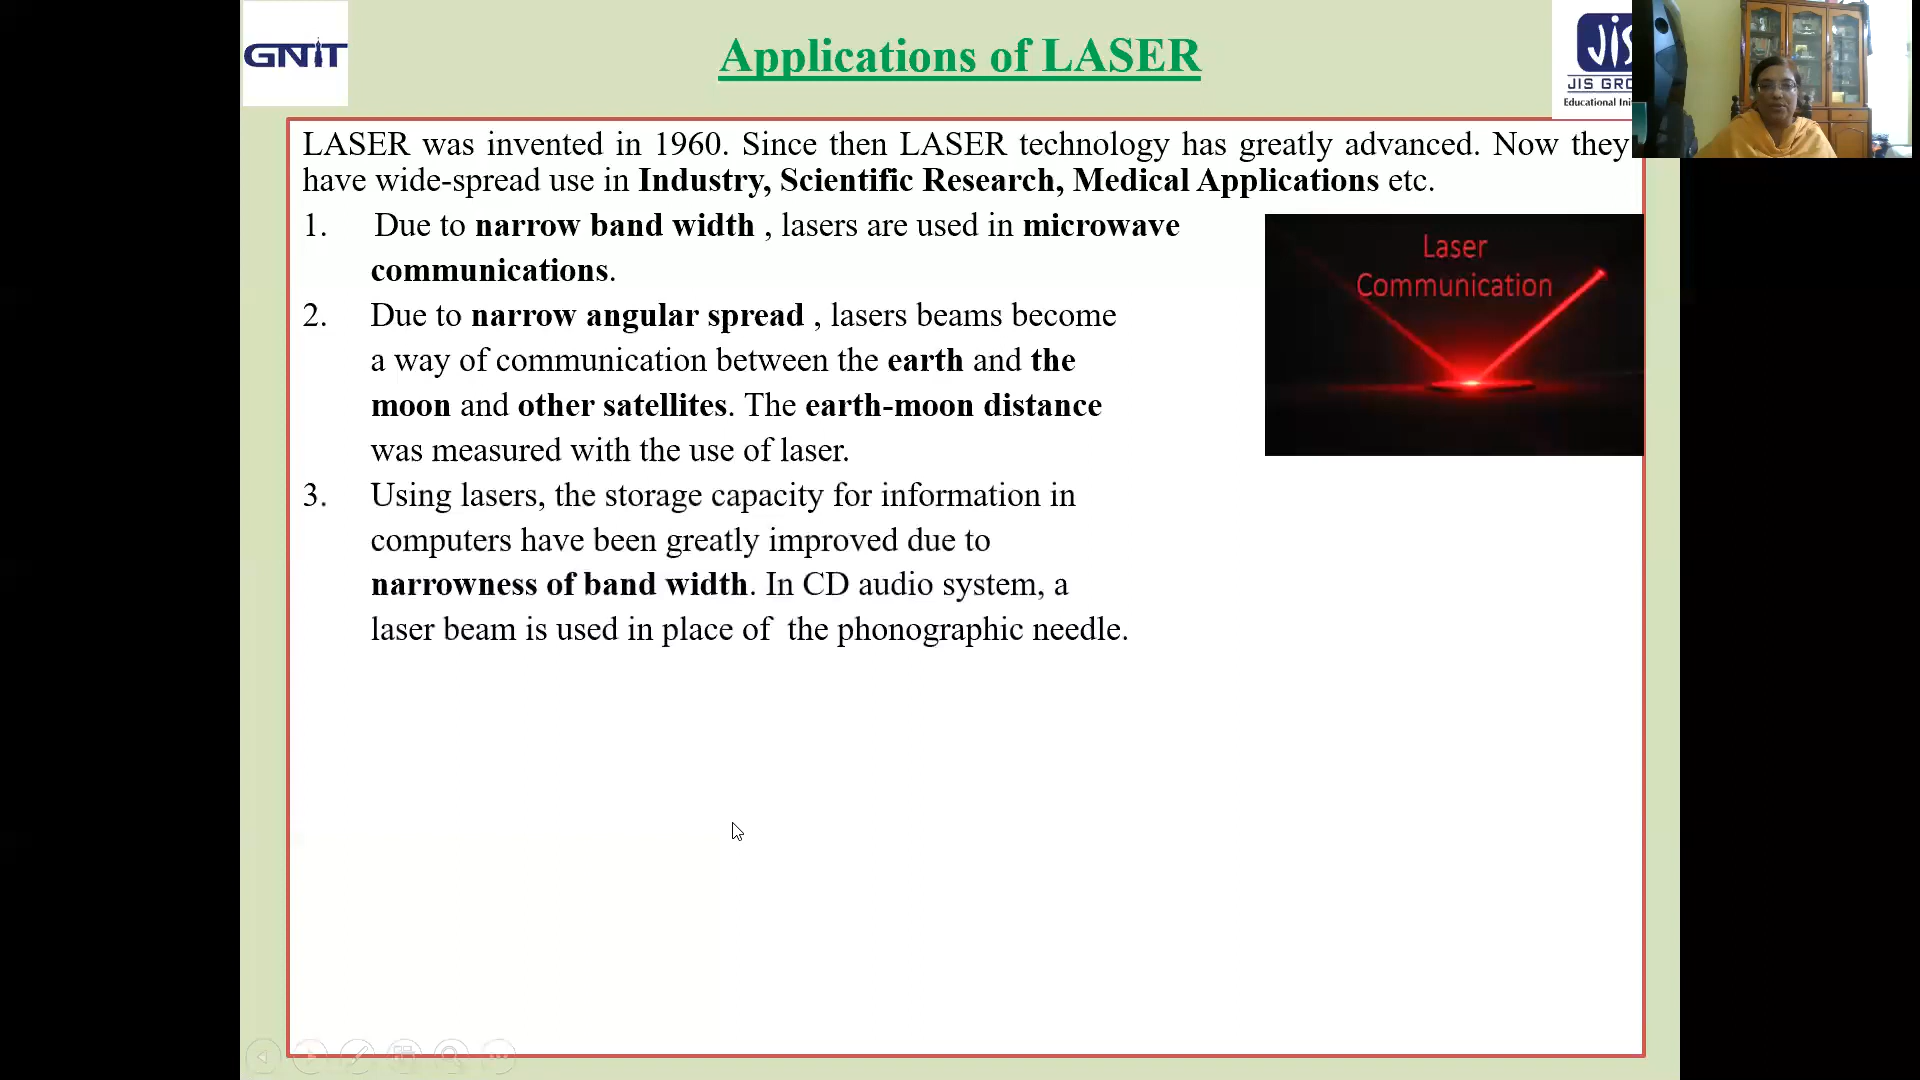 GNIT
Applications of LASER
JIS
JIS GRO
Educational Ini
LASER was invented in 1960. Since then LASER technology has greatly advanced. Now they
have wide-spread use in Industry, Scientific Research, Medical Applications etc.
1. Due to narrow band width , lasers are used in microwave
communications.
Laser
Communication
2. Due to narrow angular spread , lasers beams become
a way of communication between the earth and the
moon and other satellites. The earth-moon distance
was measured with the use of laser.
3. Using lasers, the storage capacity for information in
computers have been greatly improved due to
narrowness of band width. In CD audio system, a
laser beam is used in place of the phonographic needle.